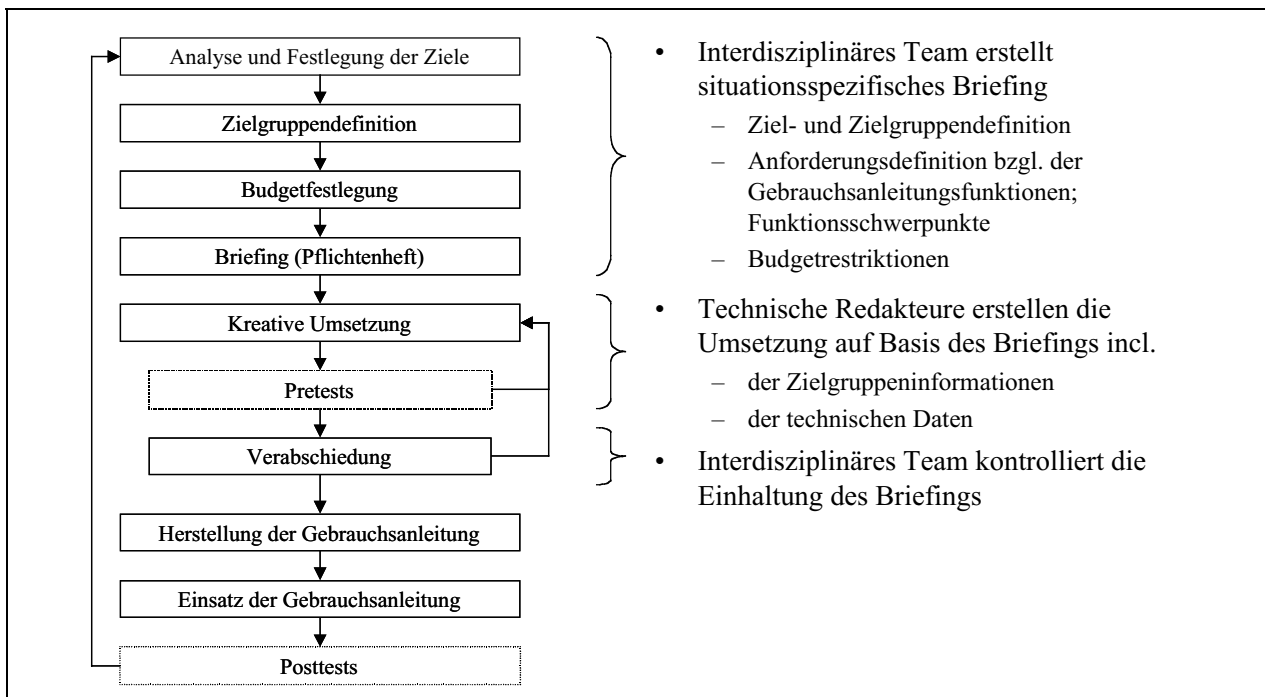 Analyse und Festlegung der Ziele
Zielgruppendefinition
Budgetfestlegung
Briefing (Pflichtenheft)
Kreative Umsetzung
Pretests
Verabschiedung
Herstellung der Gebrauchsanleitung
Einsatz der Gebrauchsanleitung
Posttests
• Interdisziplinäres Team erstellt
situationsspezifisches Briefing
– Ziel- und Zielgruppendefinition
– Anforderungsdefinition bzgl. der
Gebrauchsanleitungsfunktionen;
Funktionsschwerpunkte
– Budgetrestriktionen
• Technische Redakteure erstellen die
Umsetzung auf Basis des Briefings incl.
– der Zielgruppeninformationen
– der technischen Daten
• Interdisziplinäres Team kontrolliert die
Einhaltung des Briefings